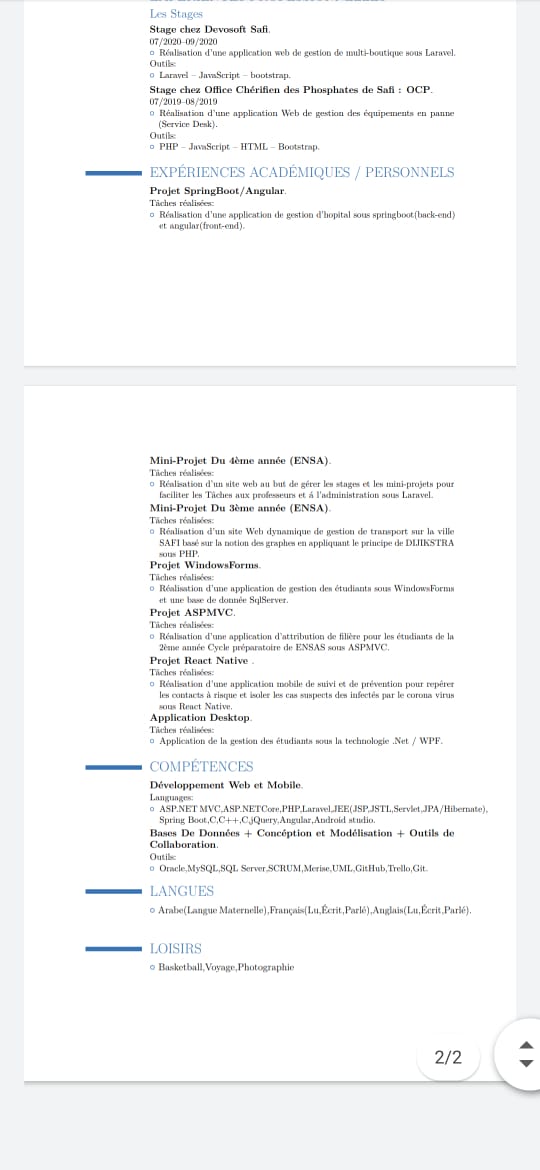 Les Stages
Stage chez Devosoft Safi.
07/2020–09/2020
Réalisation d'une application web de gestion de multi-boutique sous Laravel.
Outils:
Laravel – JavaScript – bootstrap.
Stage chez Office Chérifien des Phosphates de Safi : OCP.
07/2019–08/2019
Réalisation d'une application Web de gestion des équipements en panne
(Service Desk).
Outils:
PHP – JavaScript – HTML – Bootstrap.
EXPÉRIENCES ACADÉMIQUES / PERSONNELS
Projet SpringBoot/Angular.
Tâches réalisées:
Réalisation d'une application de gestion d'hopital sous springboot(back-end)
et angular(front-end).
Mini-Projet Du 4ème année (ENSA).
Tâches réalisées:
Réalisation d'un site web au but de gérer les stages et les mini-projets pour
faciliter les Tâches aux professeurs et á l'administration sous Laravel.
Mini-Projet Du 3ème année (ENSA).
Tâches réalisées:
Réalisation d'un site Web dynamique de gestion de transport sur la ville
SAFI basé sur la notion des graphes en appliquant le principe de DIJIKSTRA
sous PHP.
Projet WindowsForms.
Tâches réalisées:
Réalisation d'une application de gestion des étudiants sous WindowsForms
et une base de donnée SqlServer.
Projet ASPMVC.
Tâches réalisées:
Réalisation d'une application d'attribution de filière pour les étudiants de la
2ème année Cycle préparatoire de ENSAS sous ASPMVC.
Projet React Native .
Tâches réalisées:
Réalisation d'une application mobile de suivi et de prévention pour repérer
les contacts à risque et isoler les cas suspects des infectés par le corona virus
sous React Native.
Application Desktop.
Tâches réalisées:
Application de la gestion des étudiants sous la technologie .Net / WPF.
COMPÉTENCES
Développement Web et Mobile.
Languages:
ASP.NET MVC,ASP.NETCore,PHP,Laravel,JEE(JSP,JSTL,Servlet,JPA/Hibernate),
Spring Boot,C,C++,C,jQuery,Angular,Android studio.
Bases De Données + Concéption et Modélisation + Outils de
Collaboration.
Outils:
Oracle,MySQL,SQL Server,SCRUM,Merise,UML,GitHub,Trello,Git.
LANGUES
Arabe(Langue Maternelle),Français(Lu,Écrit,Parlé),Anglais(Lu,Écrit,Parlé).
LOISIRS
Basketball,Voyage,Photographie
2/2